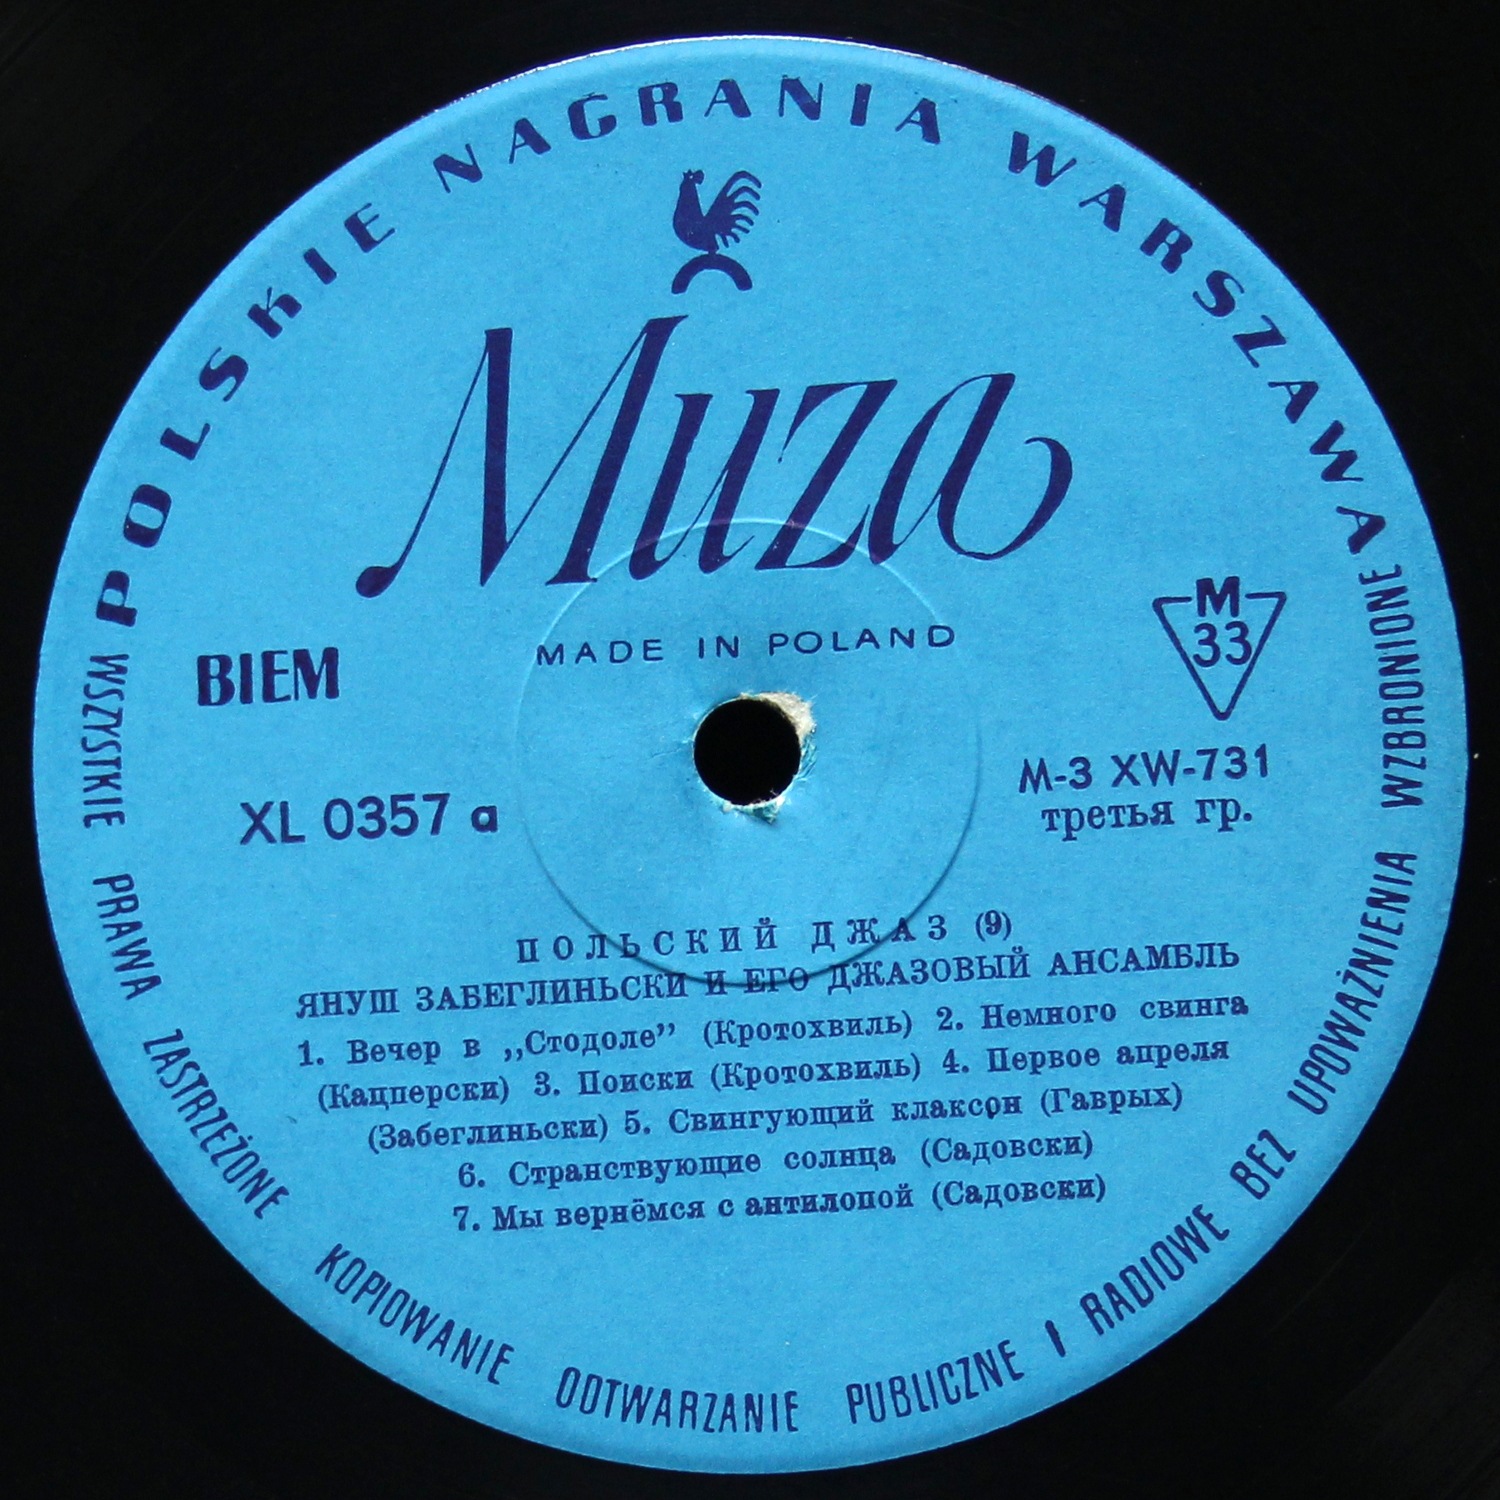 POLSKIE NAGRANIA WARSZAWA
Muza
MADE IN POLAND
BIEM
M
33
XL 0357 a
M-3 XW-731
третья гр.
ПОЛЬСКИЙ ДЖАЗ (9)
ЯНУШ ЗАБЕГЛИНЬСКИ И ЕГО ДЖАЗОВЫЙ АНСАМБЛЬ
1. Вечер в „Стодоле” (Кротохвиль) 2. Немного свинга
(Кацперски) 3. Поиски (Кротохвиль) 4. Первое апреля
(Забеглиньски) 5. Свингующий клаксон (Гаврых)
6. Странствующие солнца (Садовски)
7. Мы вернёмся с антилопой (Садовски)
WSZYSTKIE PRAWA ZASTRZEŻONE KOPIOWANIE ODTWARZANIE PUBLICZNE I RADIOWE BEZ UPOWAŻNIENIA WZBRONIONE